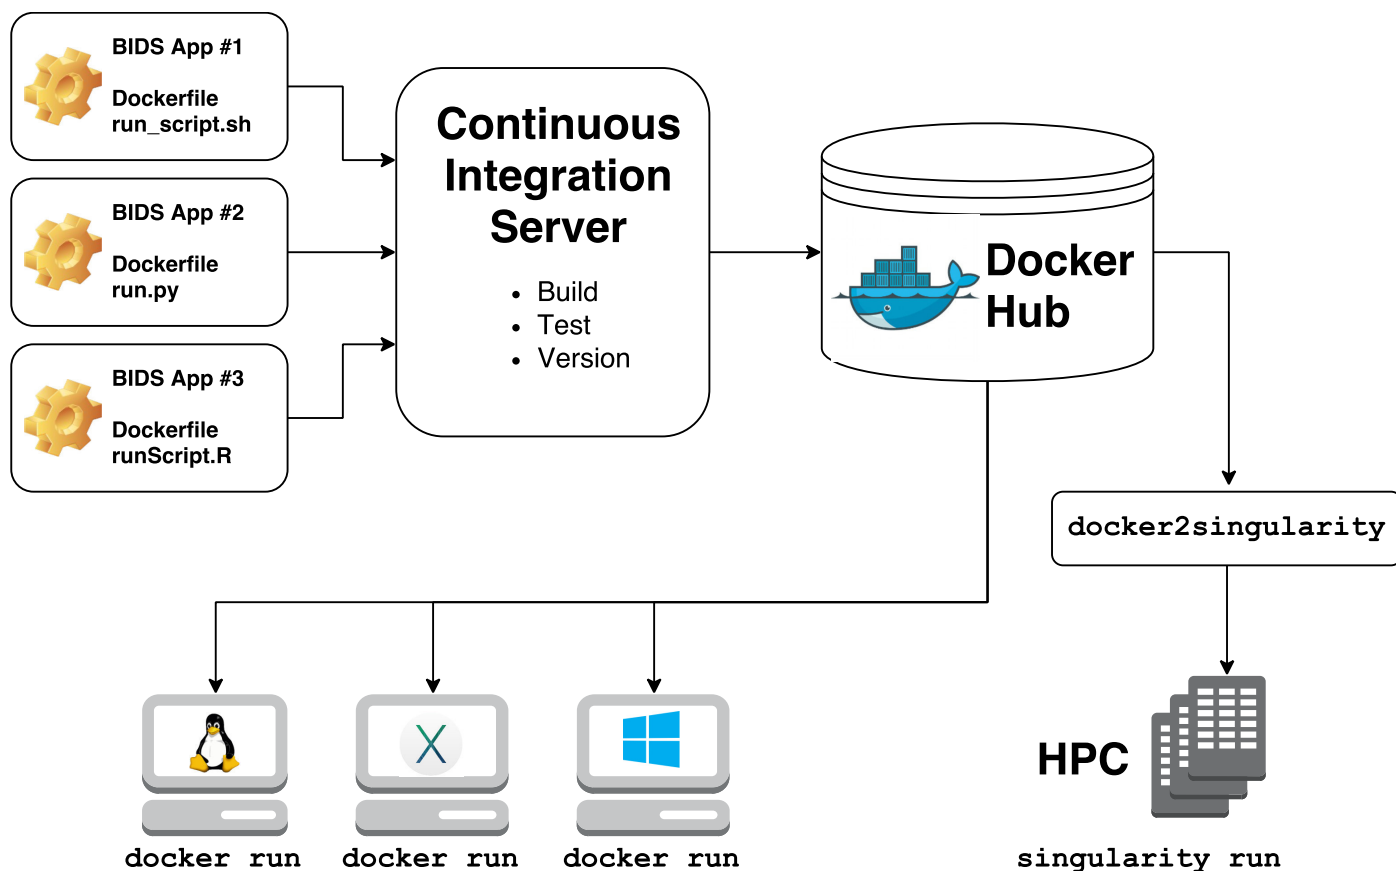 BIDS App #1
Dockerfile
run_script.sh
BIDS App #2
Dockerfile
run.py
BIDS App #3
Dockerfile
runScript.R
Continuous
Integration
Server
• Build
• Test
• Version
Docker
Hub
docker2singularity
HPC
docker run
docker run
docker run
singularity run